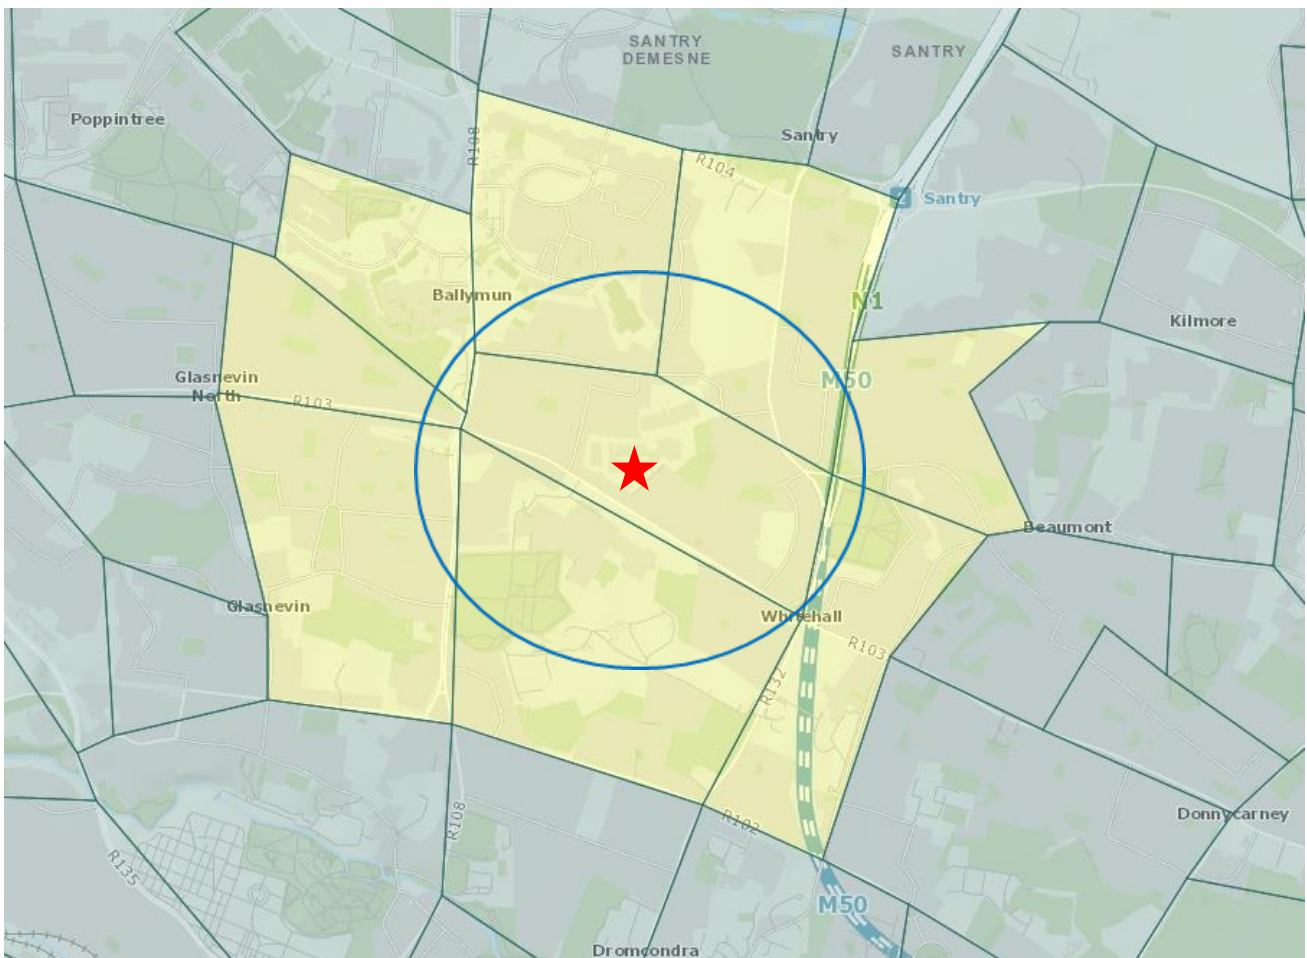 SANTRY
DEMESNE
SANTRY
Poppintree
Santry
R108
R104
Santry
Ballymun
N1
Kilmore
Glasnevin
North
M50
R103
Beaumont
Glasnevin
Whitehall
R103
R132
R108
R102
Donnycarney
R135
M50
Dromcondra